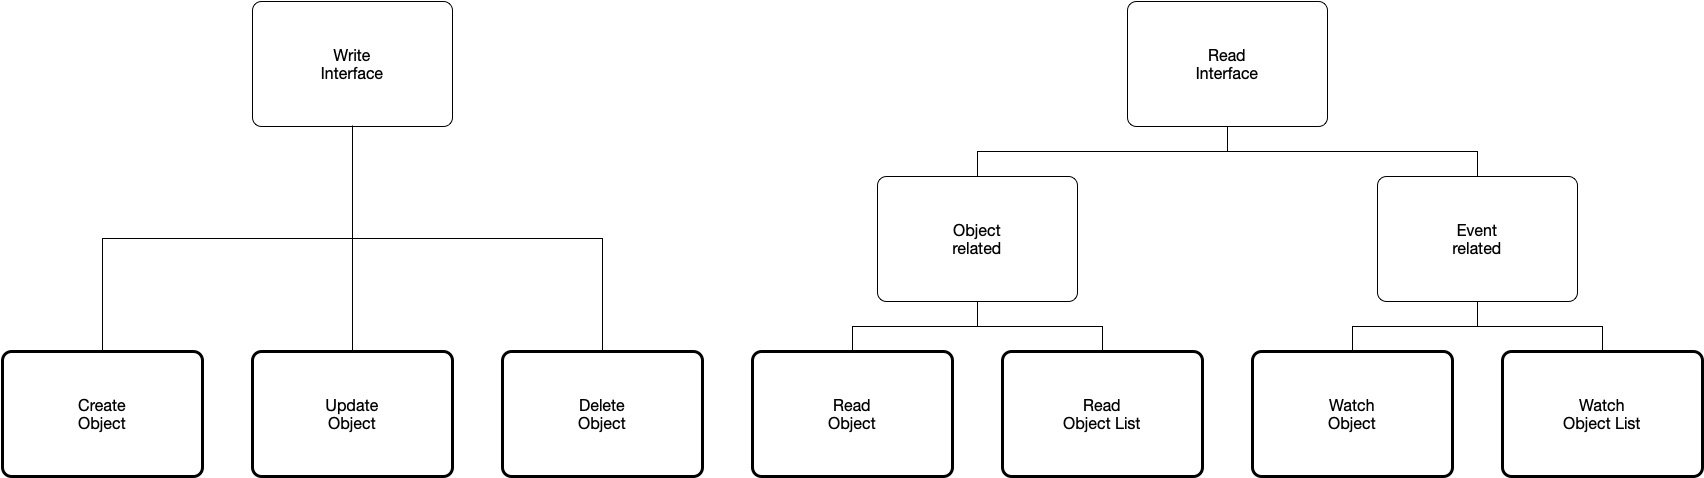 Write
Interface
Read
Interface
Object
related
Event
related
Create
Object
Update
Object
Delete
Object
Read
Object
Read
Object List
Watch
Object
Watch
Object List